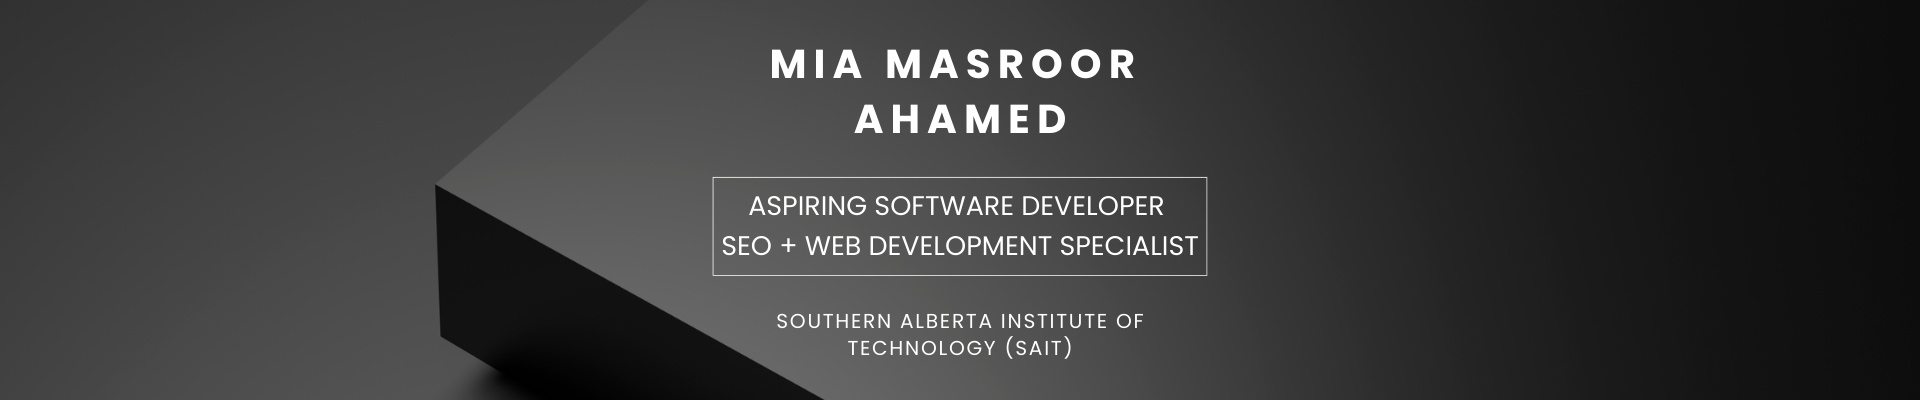 MIA MASROOR
AHAMED
ASPIRING SOFTWARE DEVELOPER
SEO + WEB DEVELOPMENT SPECIALIST
SOUTHERN ALBERTA INSTITUTE OF
TECHNOLOGY (SAIT)